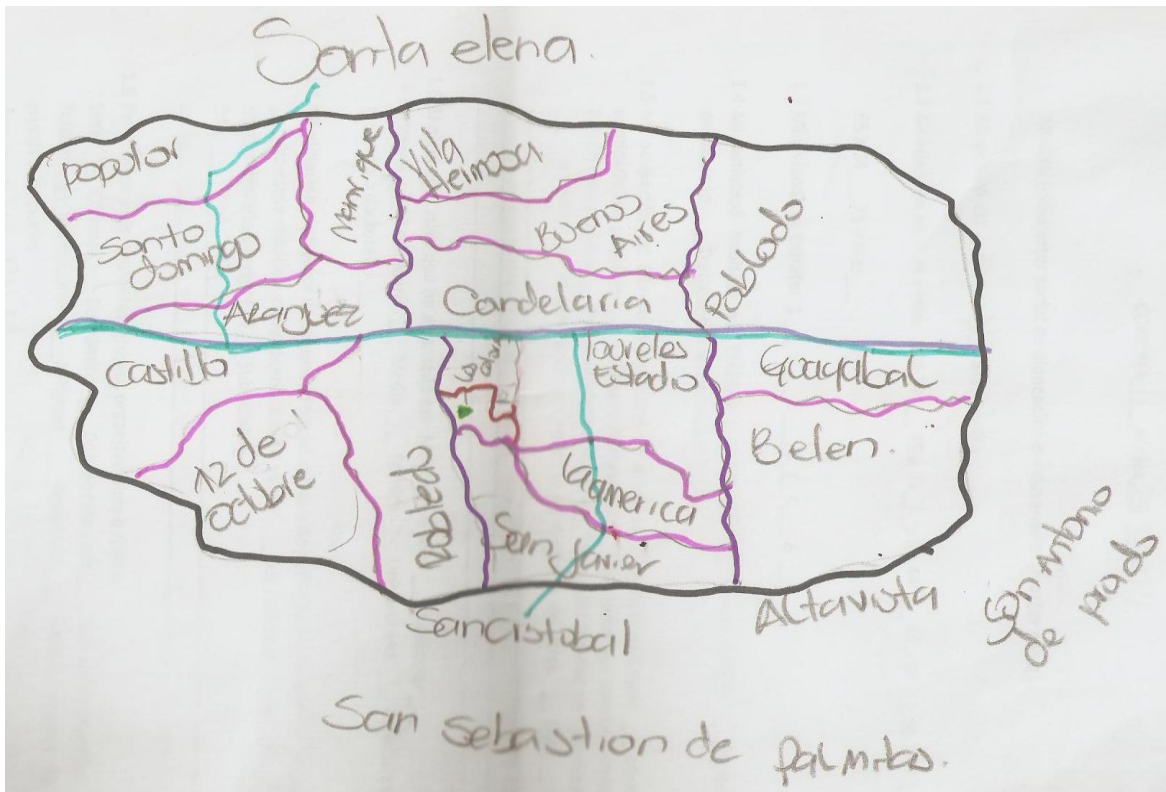 Santa elena.
Popular
Manrique
Villa
Hermosa
Santo
domingo
Buenos
Aires
Poblado
Aranguez
Candelaria
Castillo
laureles
Estadio
Guayabal
12 de
octubre
Robledo
Belen.
la america
San Javier
Sancristobal
Altavista
San Antonio
de prado
San Sebastian de Palmitas.